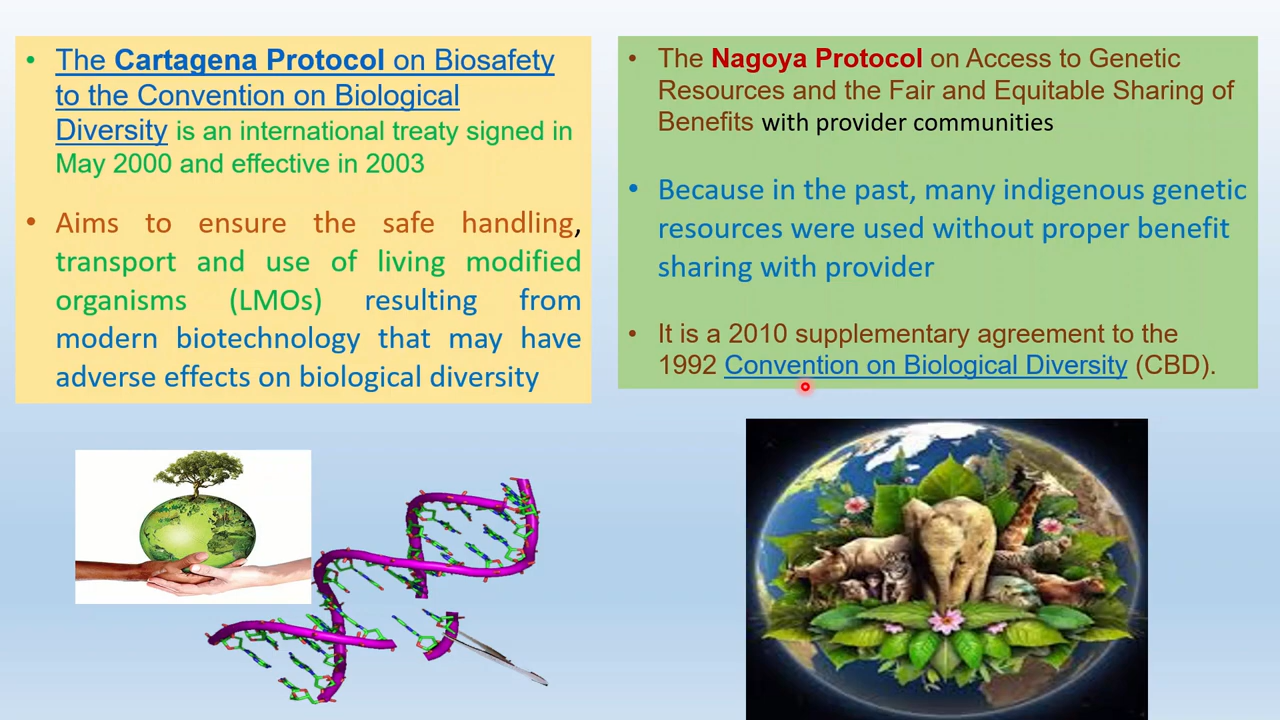 • The Cartagena Protocol on Biosafety
to the Convention on Biological
Diversity is an international treaty signed in
May 2000 and effective in 2003
• Aims to ensure the safe handling,
transport and use of living modified
organisms (LMOs) resulting from
modern biotechnology that may have
adverse effects on biological diversity
• The Nagoya Protocol on Access to Genetic
Resources and the Fair and Equitable Sharing of
Benefits with provider communities
• Because in the past, many indigenous genetic
resources were used without proper benefit
sharing with provider
• It is a 2010 supplementary agreement to the
1992 Convention on Biological Diversity (CBD).